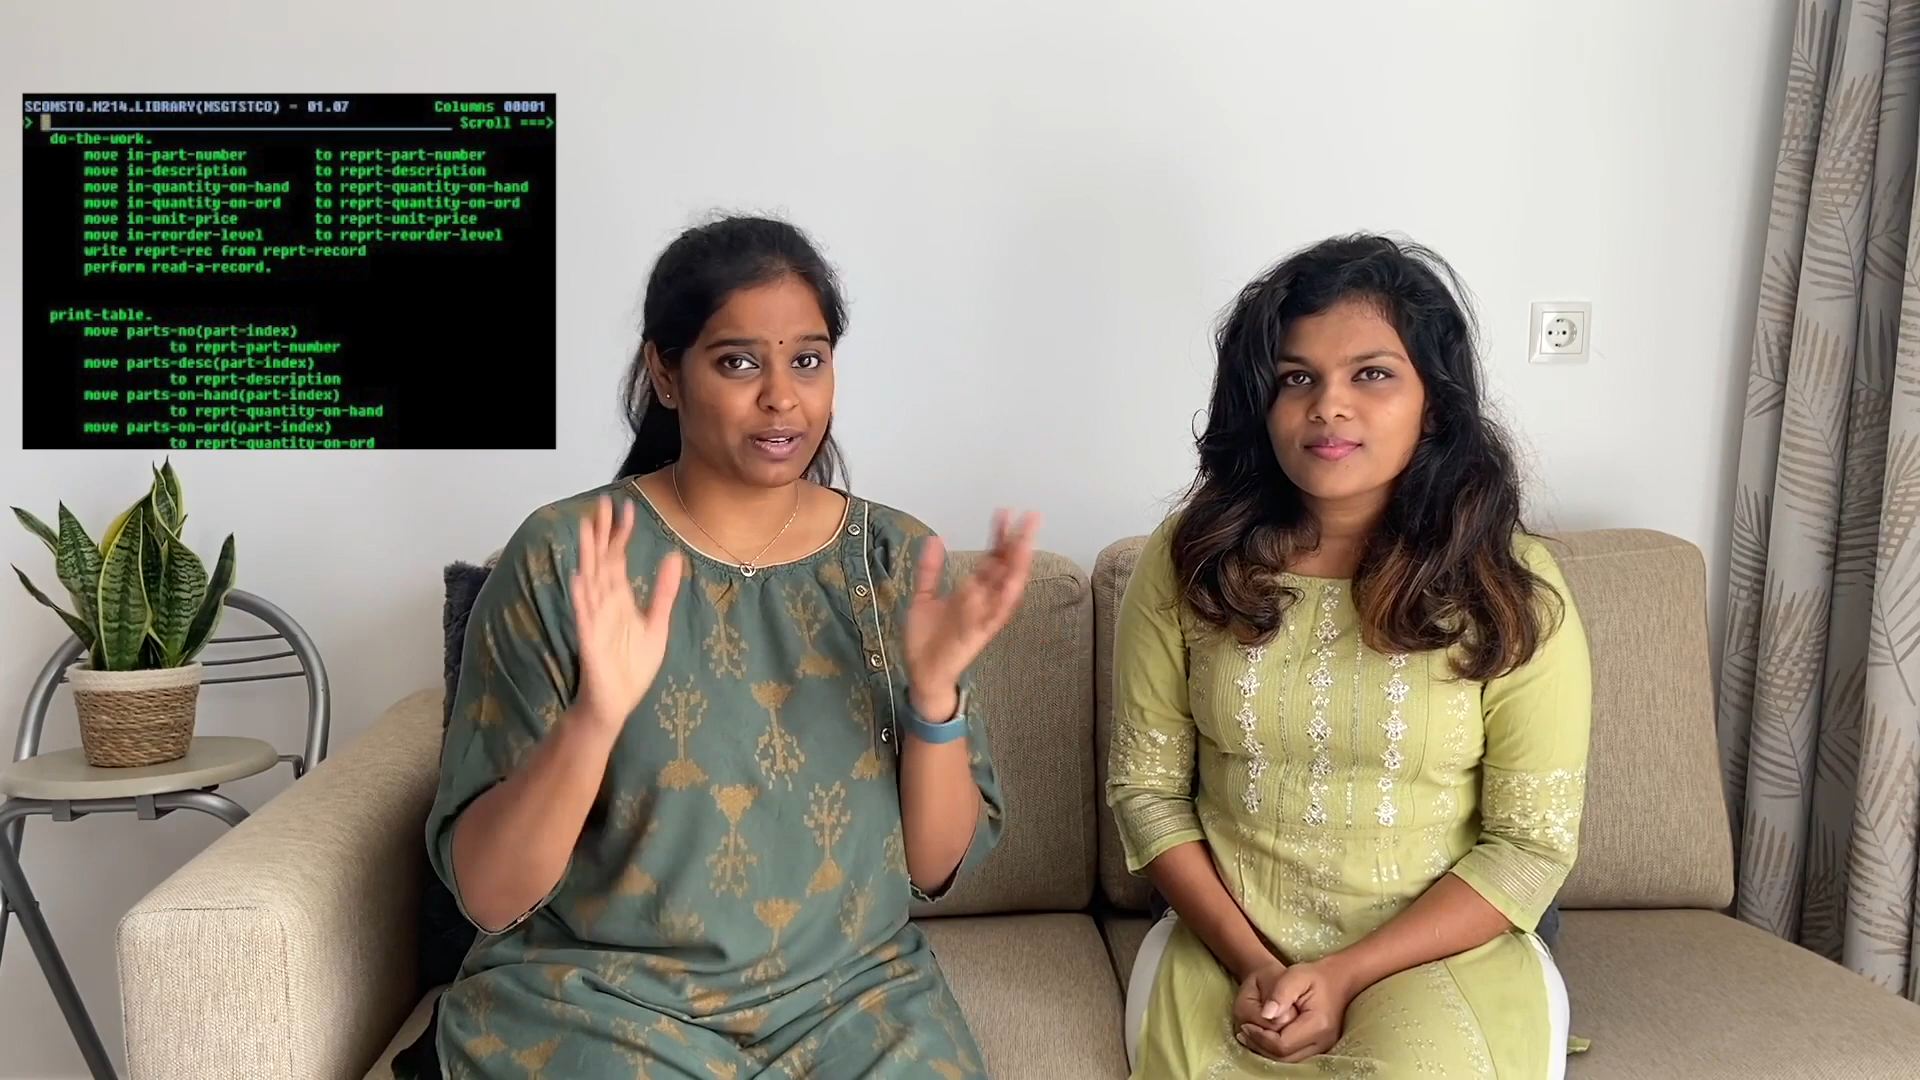 SCOMSTO.M214.LIBRARY(MSGTSTCO) - 01.07 Columns 00001
> Scroll ===>
do-the-work.
move in-part-number to reprt-part-number
move in-description to reprt-description
move in-quantity-on-hand to reprt-quantity-on-hand
move in-quantity-on-ord to reprt-quantity-on-ord
move in-unit-price to reprt-unit-price
move in-reorder-level to reprt-reorder-level
write reprt-rec from reprt-record
perform read-a-record.
print-table.
move parts-no(part-index)
to reprt-part-number
move parts-desc(part-index)
to reprt-description
move parts-on-hand(part-index)
to reprt-quantity-on-hand
move parts-on-ord(part-index)
to reprt-quantity-on-ord